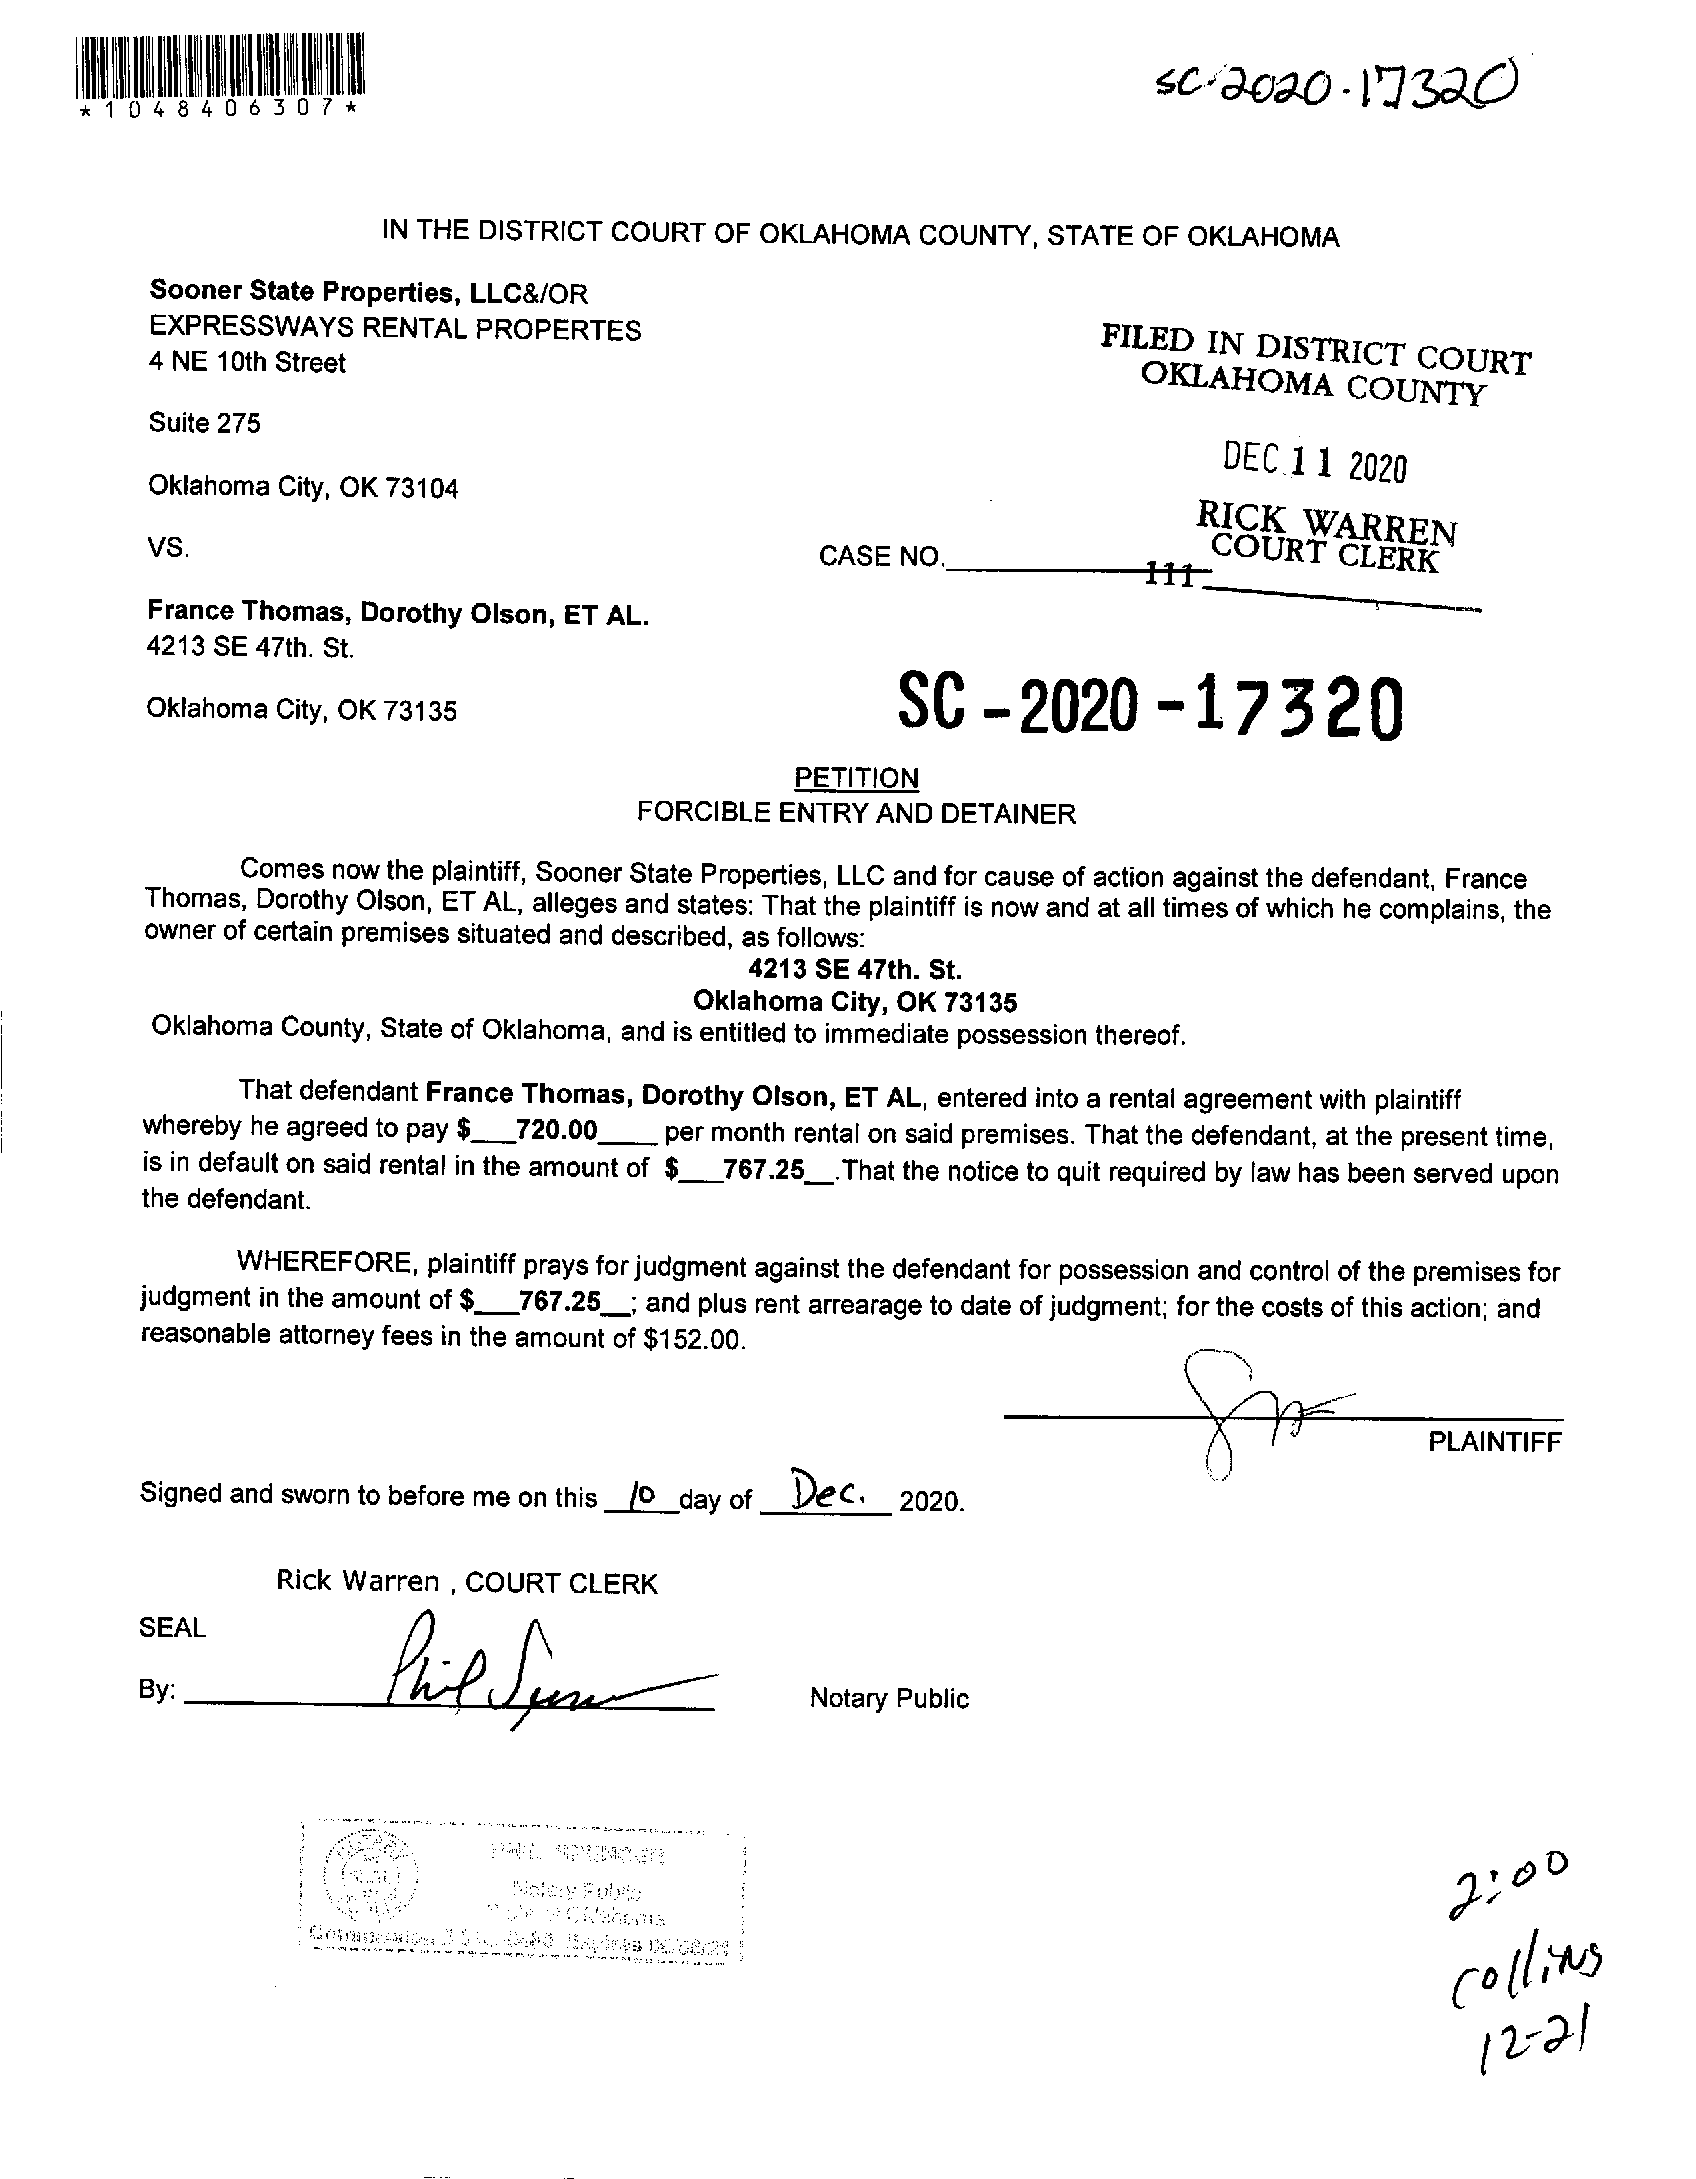 *1048406307*
SC-2020-17320
IN THE DISTRICT COURT OF OKLAHOMA COUNTY, STATE OF OKLAHOMA
Sooner State Properties, LLC&/OR
EXPRESSWAYS RENTAL PROPERTES
4 NE 10th Street
Suite 275
Oklahoma City, OK 73104
VS.
FILED IN DISTRICT COURT
OKLAHOMA COUNTY
DEC 11 2020
RICK WARREN
COURT CLERK
CASE NO.
111
France Thomas, Dorothy Olson, ET AL.
4213 SE 47th. St.
Oklahoma City, OK 73135
SC-2020-17320
PETITION
FORCIBLE ENTRY AND DETAINER
Comes now the plaintiff, Sooner State Properties, LLC and for cause of action against the defendant, France
Thomas, Dorothy Olson, ET AL, alleges and states: That the plaintiff is now and at all times of which he complains, the
owner of certain premises situated and described, as follows:
4213 SE 47th. St.
Oklahoma City, OK 73135
Oklahoma County, State of Oklahoma, and is entitled to immediate possession thereof.
That defendant France Thomas, Dorothy Olson, ET AL, entered into a rental agreement with plaintiff
whereby he agreed to pay $___720.00____ per month rental on said premises. That the defendant, at the present time,
is in default on said rental in the amount of $___767.25__.That the notice to quit required by law has been served upon
the defendant.
WHEREFORE, plaintiff prays for judgment against the defendant for possession and control of the premises for
judgment in the amount of $___767.25__; and plus rent arrearage to date of judgment; for the costs of this action; and
reasonable attorney fees in the amount of $152.00.
PLAINTIFF
Signed and sworn to before me on this 10 day of Dec. 2020.
Rick Warren , COURT CLERK
SEAL
By: Notary Public
Notary Public
2:00
Collins
12-21